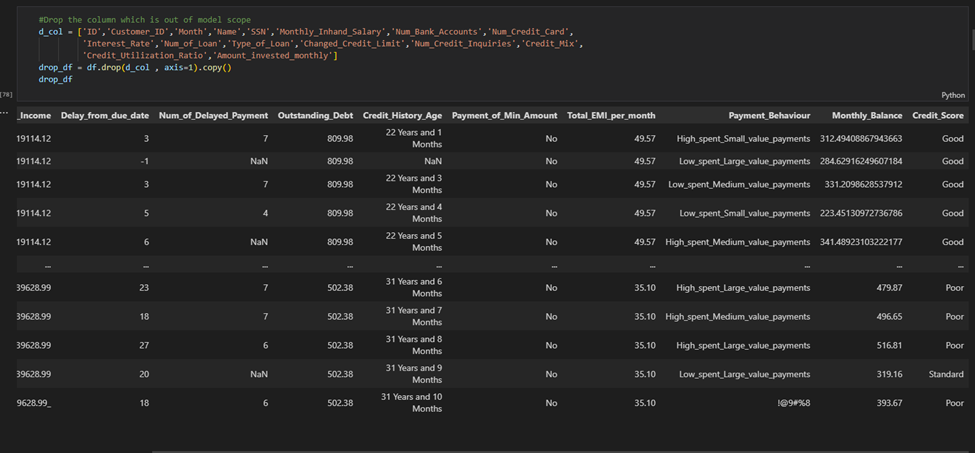 #Drop the column which is out of model scope
d_col = ['ID','Customer_ID','Month','Name','SSN','Monthly_Inhand_Salary','Num_Bank_Accounts','Num_Credit_Card',
'Interest_Rate','Num_of_Loan','Type_of_Loan','Changed_Credit_Limit','Num_Credit_Inquiries','Credit_Mix',
'Credit_Utilization_Ratio','Amount_invested_monthly']
drop_df = df.drop(d_col , axis=1).copy()
drop_df
[78]
Python
... _Income Delay_from_due_date Num_of_Delayed_Payment Outstanding_Debt Credit_History_Age Payment_of_Min_Amount Total_EMI_per_month Payment_Behaviour Monthly_Balance Credit_Score
19114.12 3 7 809.98 22 Years and 1 Months No 49.57 High_spent_Small_value_payments 312.49408867943663 Good
19114.12 -1 NaN 809.98 NaN No 49.57 Low_spent_Large_value_payments 284.62916249607184 Good
19114.12 3 7 809.98 22 Years and 3 Months No 49.57 Low_spent_Medium_value_payments 331.2098628537912 Good
19114.12 5 4 809.98 22 Years and 4 Months No 49.57 Low_spent_Small_value_payments 223.45130972736786 Good
19114.12 6 NaN 809.98 22 Years and 5 Months No 49.57 High_spent_Medium_value_payments 341.48923103222177 Good
... ... ... ... ... ... ... ... ... ...
39628.99 23 7 502.38 31 Years and 6 Months No 35.10 High_spent_Large_value_payments 479.87 Poor
39628.99 18 7 502.38 31 Years and 7 Months No 35.10 High_spent_Medium_value_payments 496.65 Poor
39628.99 27 6 502.38 31 Years and 8 Months No 35.10 High_spent_Large_value_payments 516.81 Poor
39628.99 20 NaN 502.38 31 Years and 9 Months No 35.10 Low_spent_Large_value_payments 319.16 Standard
9628.99_ 18 6 502.38 31 Years and 10 Months No 35.10 !@9#%8 393.67 Poor